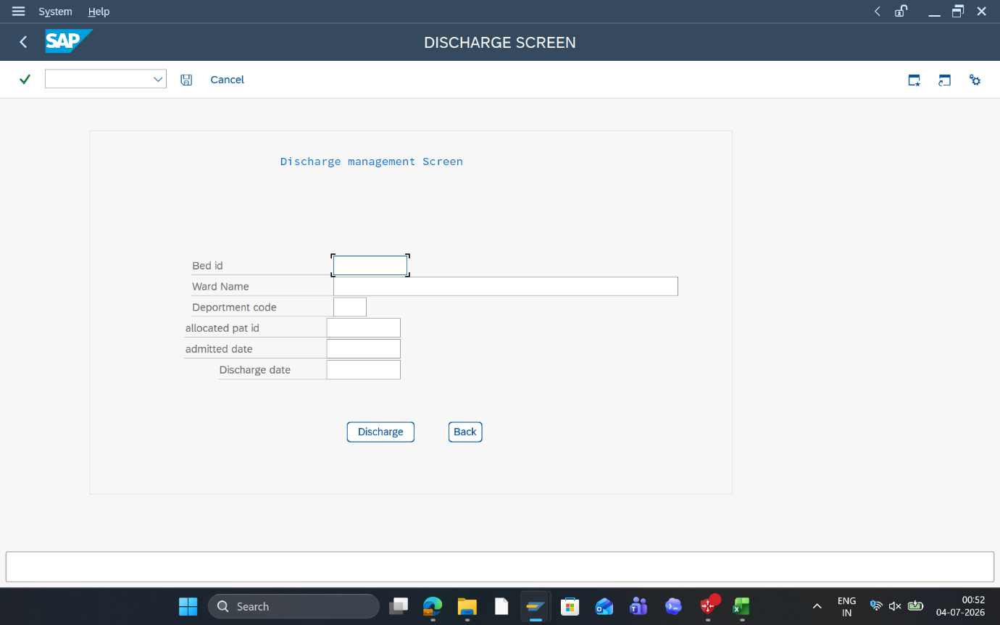 System Help
SAP
DISCHARGE SCREEN
Cancel
Discharge management Screen
Bed id
Ward Name
Deportment code
allocated pat id
admitted date
Discharge date
Discharge Back
Search
ENG
IN
00:52
04-07-2026